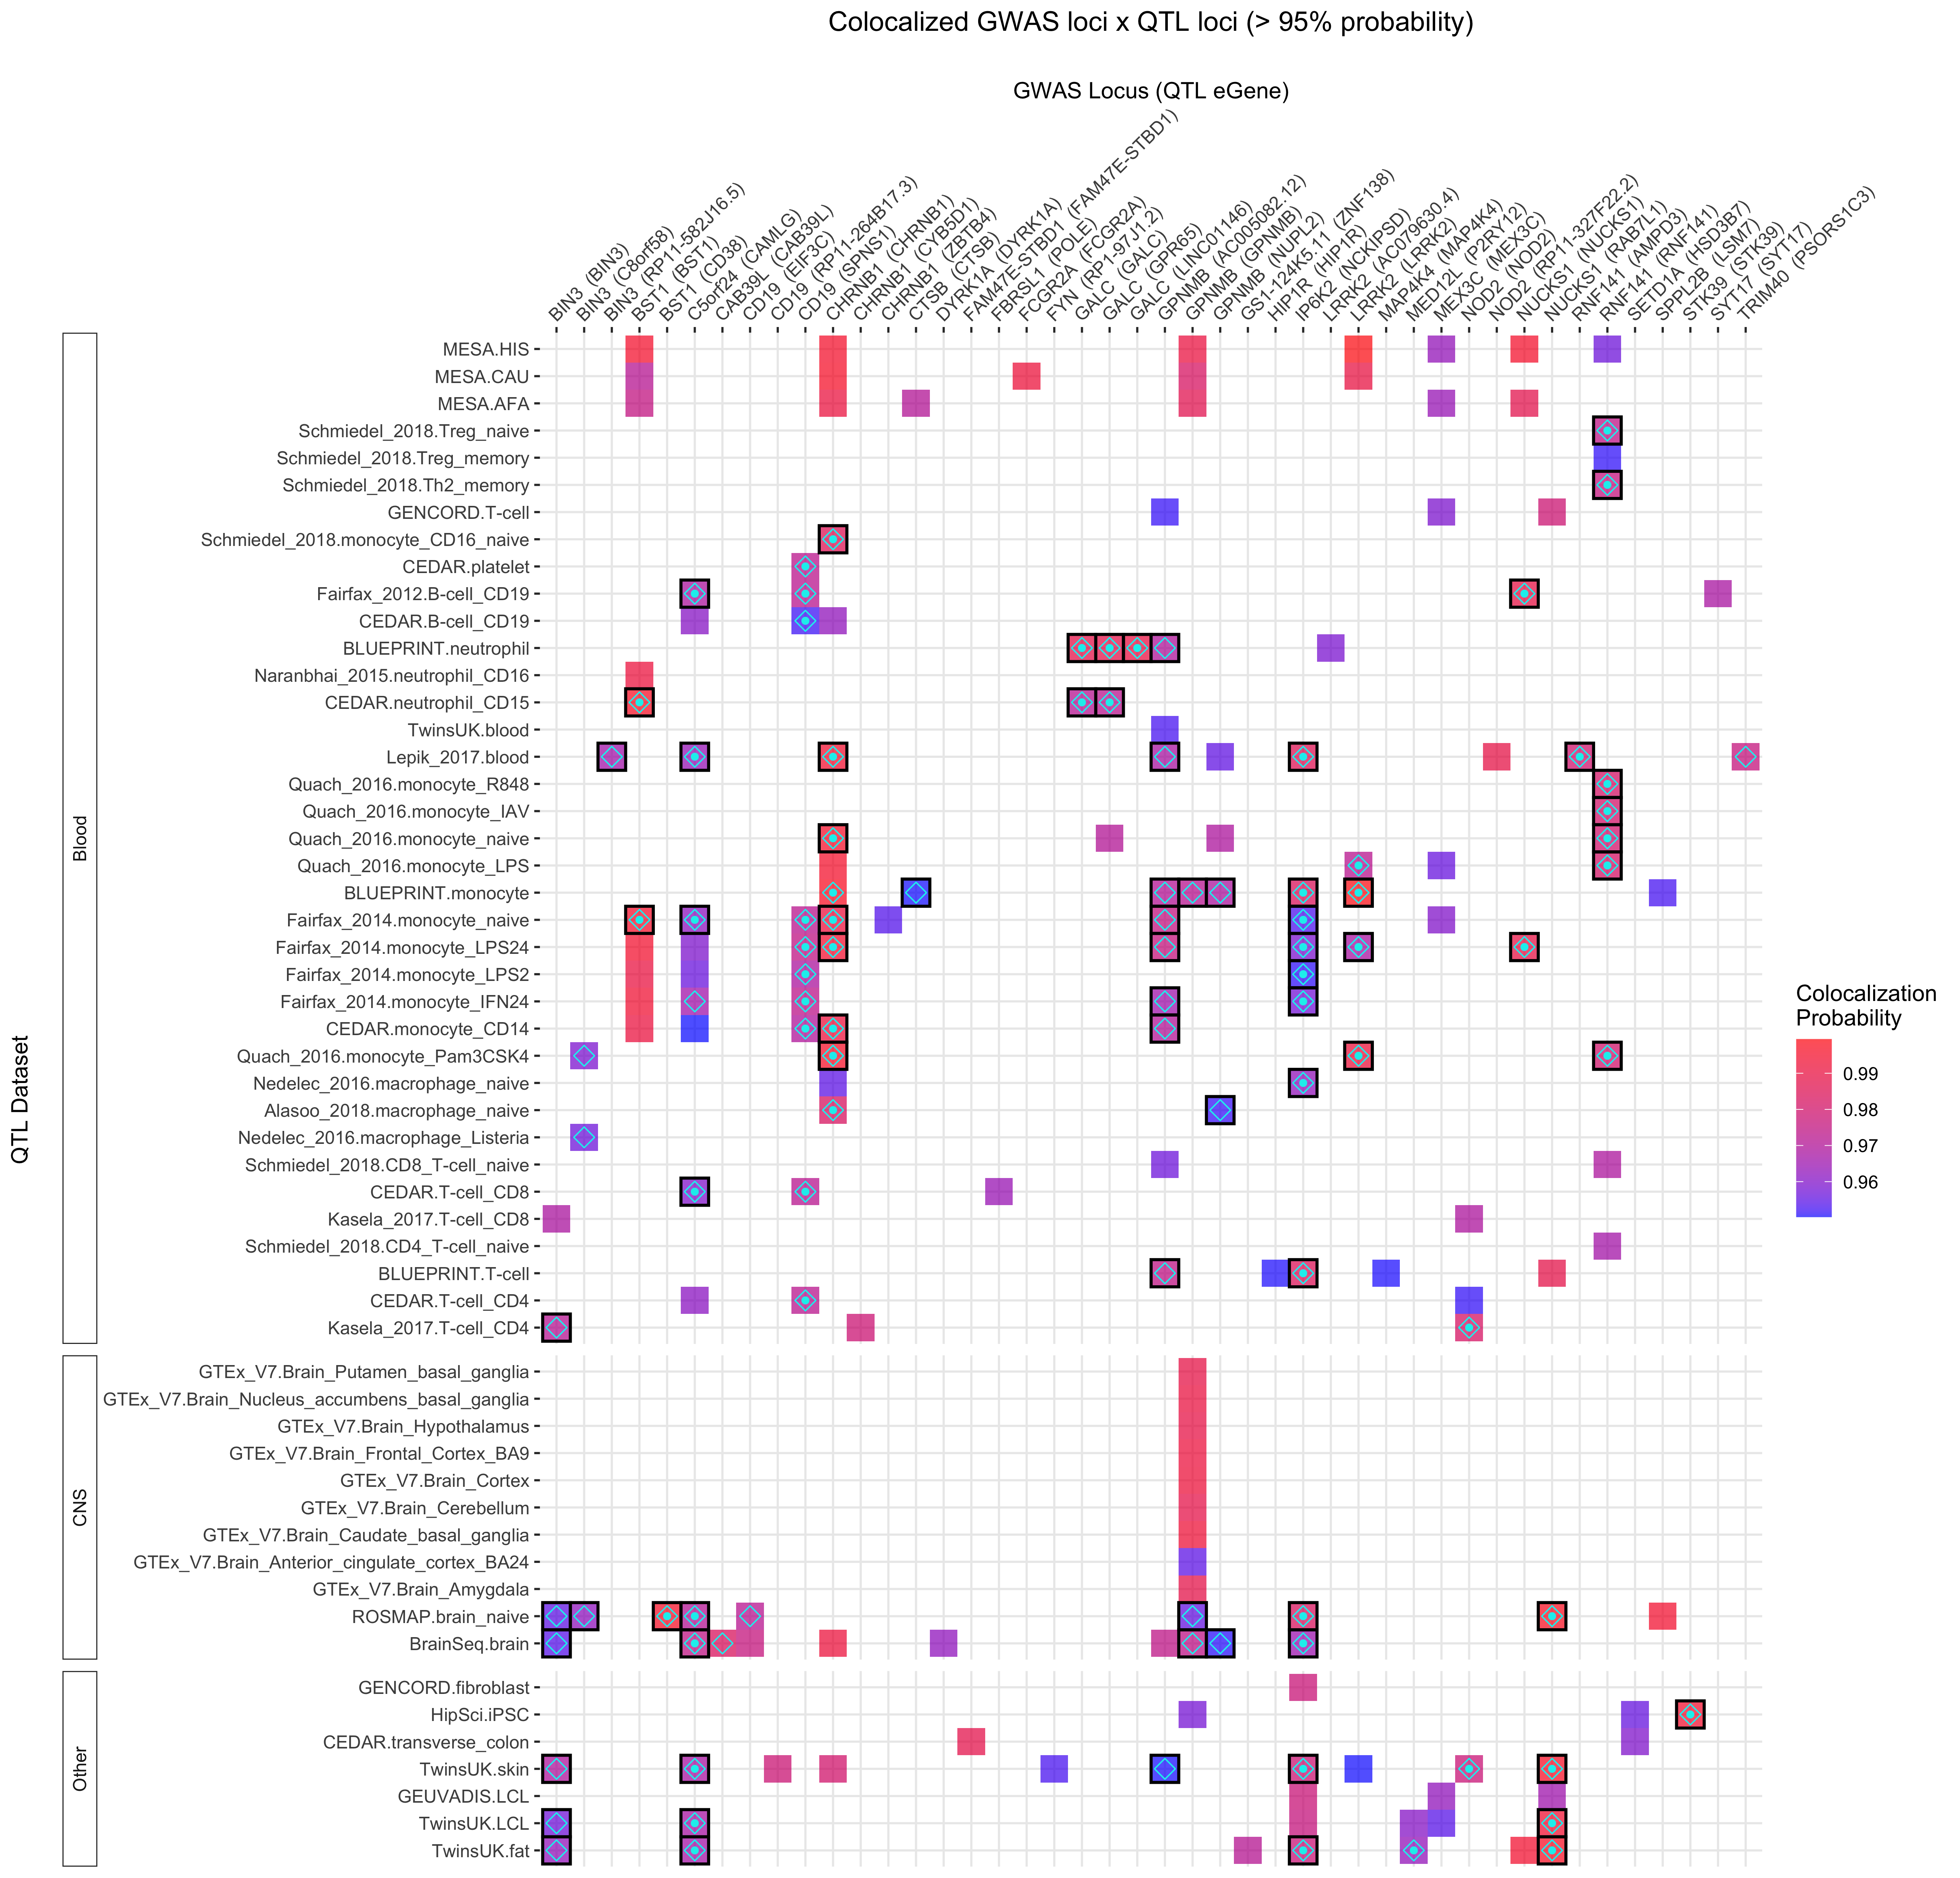 Colocalized GWAS loci x QTL loci (> 95% probability)
GWAS Locus (QTL eGene)
BIN3 (BIN3)
BIN3 (C8orf58)
BIN3 (RP11-582J16.5)
BST1 (BST1)
BST1 (CD38)
C5orf24 (CAMLG)
CAB39L (CAB39L)
CD19 (EIF3C)
CD19 (RP11-264B17.3)
CD19 (SPNS1)
CHRNB1 (CHRNB1)
CHRNB1 (CYB5D1)
CHRNB1 (ZBTB4)
CTSB (CTSB)
DYRK1A (DYRK1A)
FAM47E-STBD1 (FAM47E-STBD1)
FBRSL1 (POLE)
FCGR2A (FCGR2A)
FYN (RP1-97J1.2)
GALC (GALC)
GALC (GPR65)
GALC (LINC01146)
GPNMB (AC005082.12)
GPNMB (GPNMB)
GPNMB (NUPL2)
GS1-124K5.11 (ZNF138)
HIP1R (HIP1R)
IP6K2 (NCKIPSD)
LRRK2 (AC079630.4)
LRRK2 (LRRK2)
MAP4K4 (MAP4K4)
MED12L (P2RY12)
MEX3C (MEX3C)
NOD2 (NOD2)
NOD2 (RP11-327F22.2)
NUCKS1 (NUCKS1)
NUCKS1 (RAB7L1)
RNF141 (AMPD3)
RNF141 (RNF141)
SETD1A (HSD3B7)
SPPL2B (LSM7)
STK39 (STK39)
SYT17 (SYT17)
TRIM40 (PSORS1C3)
QTL Dataset
Blood
MESA.HIS
MESA.CAU
MESA.AFA
Schmiedel_2018.Treg_naive
Schmiedel_2018.Treg_memory
Schmiedel_2018.Th2_memory
GENCORD.T-cell
Schmiedel_2018.monocyte_CD16_naive
CEDAR.platelet
Fairfax_2012.B-cell_CD19
CEDAR.B-cell_CD19
BLUEPRINT.neutrophil
Naranbhai_2015.neutrophil_CD16
CEDAR.neutrophil_CD15
TwinsUK.blood
Lepik_2017.blood
Quach_2016.monocyte_R848
Quach_2016.monocyte_IAV
Quach_2016.monocyte_naive
Quach_2016.monocyte_LPS
BLUEPRINT.monocyte
Fairfax_2014.monocyte_naive
Fairfax_2014.monocyte_LPS24
Fairfax_2014.monocyte_LPS2
Fairfax_2014.monocyte_IFN24
CEDAR.monocyte_CD14
Quach_2016.monocyte_Pam3CSK4
Nedelec_2016.macrophage_naive
Alasoo_2018.macrophage_naive
Nedelec_2016.macrophage_Listeria
Schmiedel_2018.CD8_T-cell_naive
CEDAR.T-cell_CD8
Kasela_2017.T-cell_CD8
Schmiedel_2018.CD4_T-cell_naive
BLUEPRINT.T-cell
CEDAR.T-cell_CD4
Kasela_2017.T-cell_CD4
CNS
GTEx_V7.Brain_Putamen_basal_ganglia
GTEx_V7.Brain_Nucleus_accumbens_basal_ganglia
GTEx_V7.Brain_Hypothalamus
GTEx_V7.Brain_Frontal_Cortex_BA9
GTEx_V7.Brain_Cortex
GTEx_V7.Brain_Cerebellum
GTEx_V7.Brain_Caudate_basal_ganglia
GTEx_V7.Brain_Anterior_cingulate_cortex_BA24
GTEx_V7.Brain_Amygdala
ROSMAP.brain_naive
BrainSeq.brain
Other
GENCORD.fibroblast
HipSci.iPSC
CEDAR.transverse_colon
TwinsUK.skin
GEUVADIS.LCL
TwinsUK.LCL
TwinsUK.fat
Colocalization
Probability
0.99
0.98
0.97
0.96